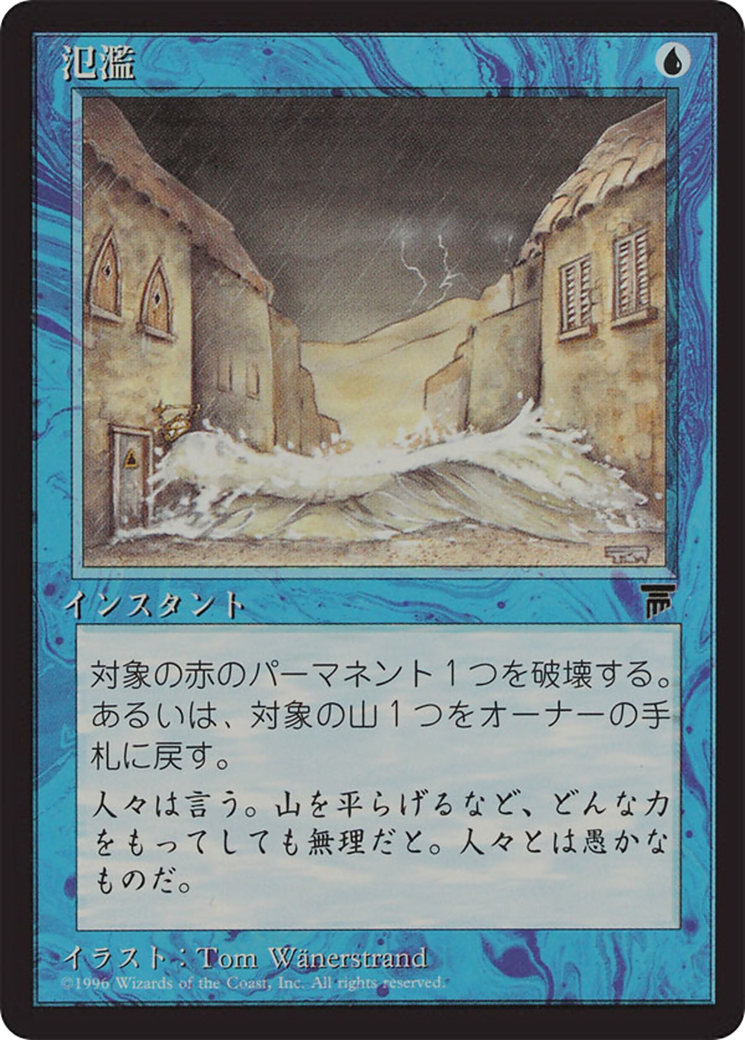 氾濫
インスタント
対象の赤のパーマネント1つを破壊する。
あるいは、対象の山1つをオーナーの手
札に戻す。
人々は言う。山を平らげるなど、どんな力
をもってしても無理だと。人々とは愚かな
ものだ。
イラスト：Tom Wänerstrand
©1996 Wizards of the Coast, Inc. All rights reserved.